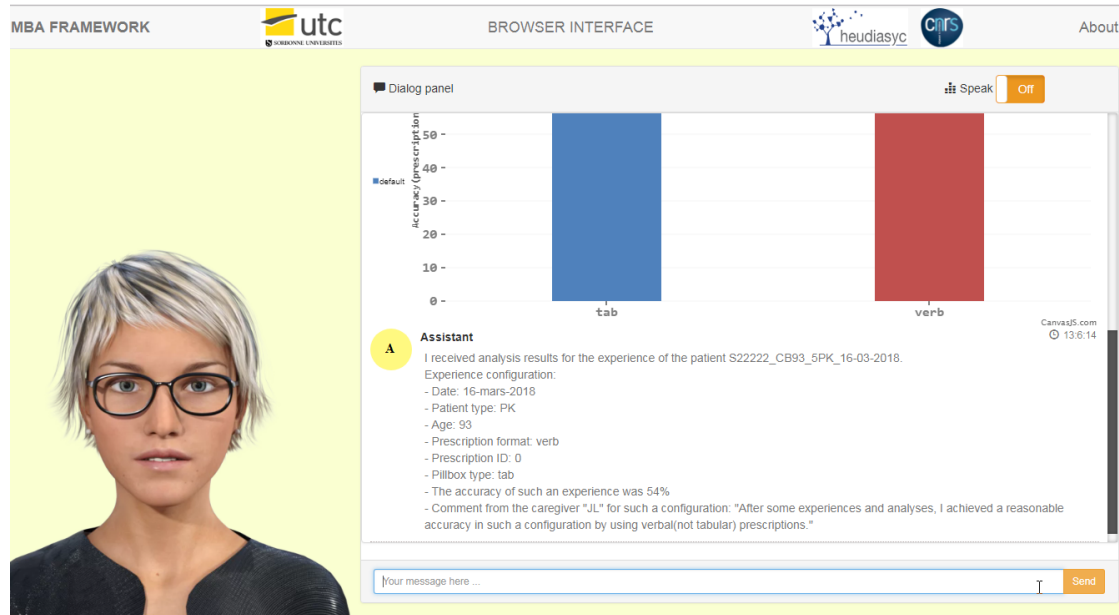 MBA FRAMEWORK
utc
SORBONNE UNIVERSITES
BROWSER INTERFACE
heudiasyc
cnrs
About
Dialog panel
Speak
Off
Accuracy(prescription
50
40
30
20
10
0
default
tab
verb
CanvasJS.com
A
Assistant
13:6:14
I received analysis results for the experience of the patient S22222_CB93_5PK_16-03-2018.
Experience configuration:
- Date: 16-mars-2018
- Patient type: PK
- Age: 93
- Prescription format: verb
- Prescription ID: 0
- Pillbox type: tab
- The accuracy of such an experience was 54%
- Comment from the caregiver "JL" for such a configuration: "After some experiences and analyses, I achieved a reasonable
accuracy in such a configuration by using verbal(not tabular) prescriptions."
Your message here ...
Send